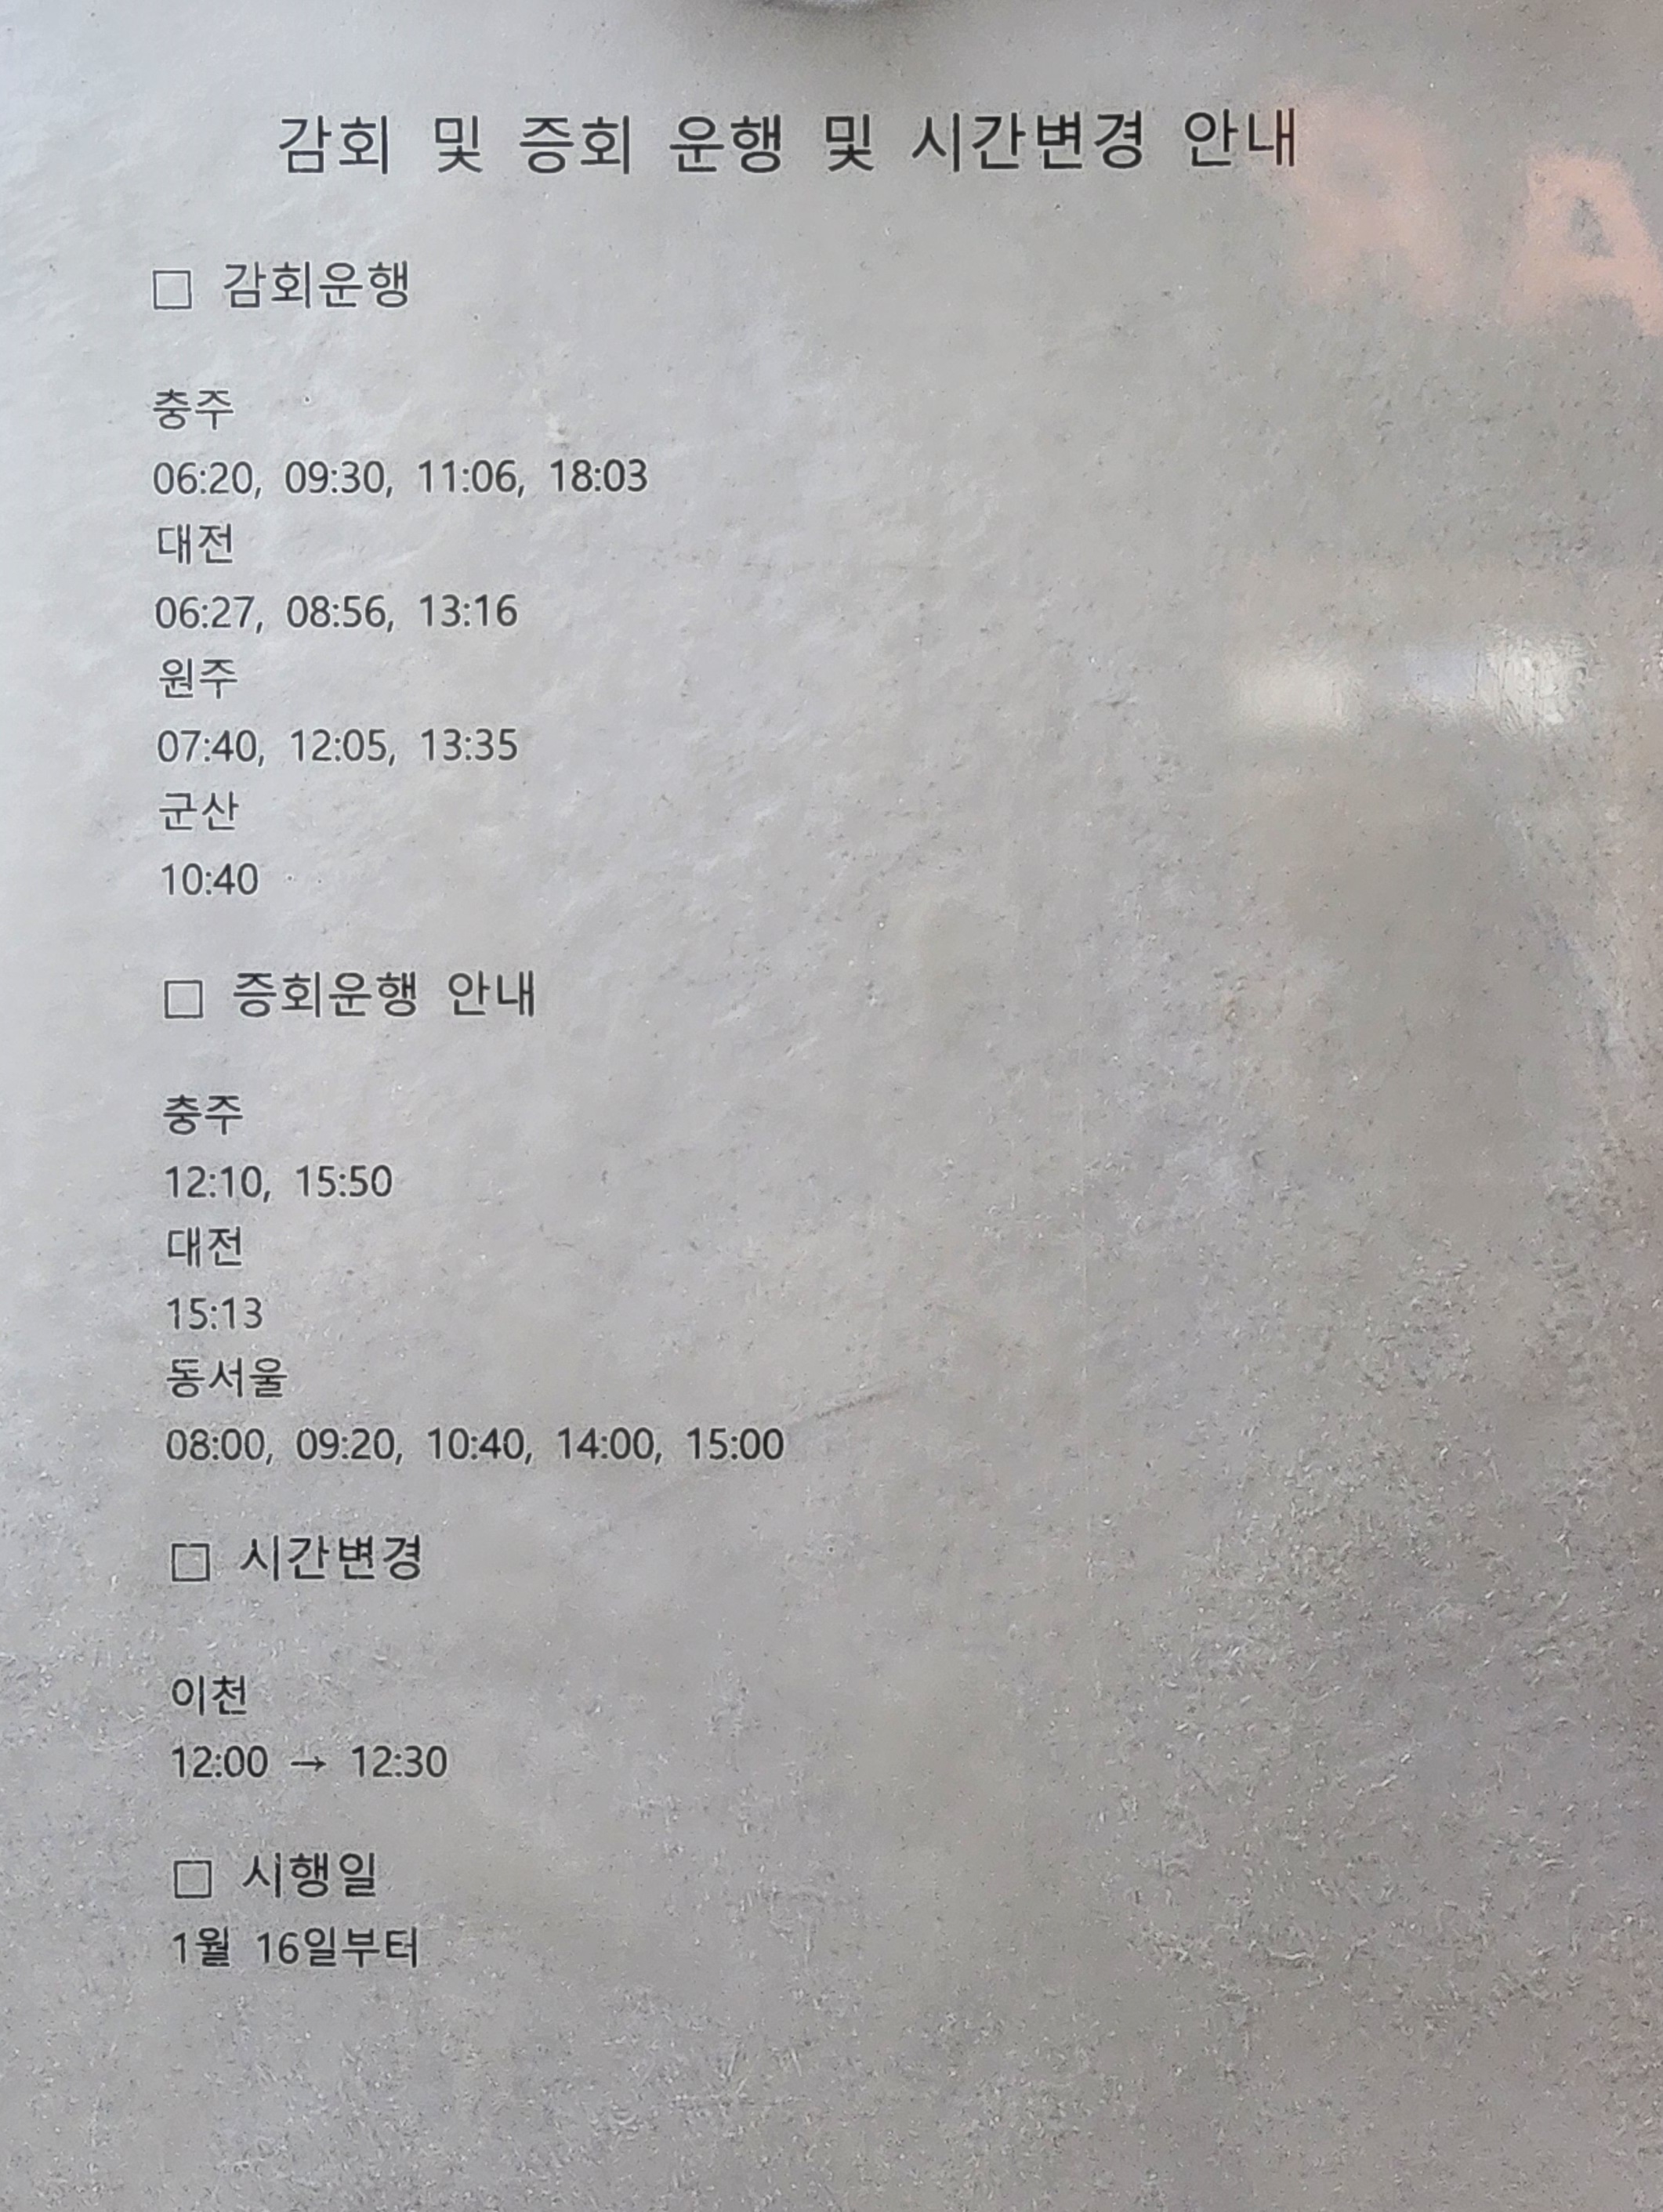 감회 및 증회 운행 및 시간변경 안내
□ 감회운행
충주
06:20, 09:30, 11:06, 18:03
대전
06:27, 08:56, 13:16
원주
07:40, 12:05, 13:35
군산
10:40
□ 증회운행 안내
충주
12:10, 15:50
대전
15:13
동서울
08:00, 09:20, 10:40, 14:00, 15:00
□ 시간변경
이천
12:00 → 12:30
□ 시행일
1월 16일부터